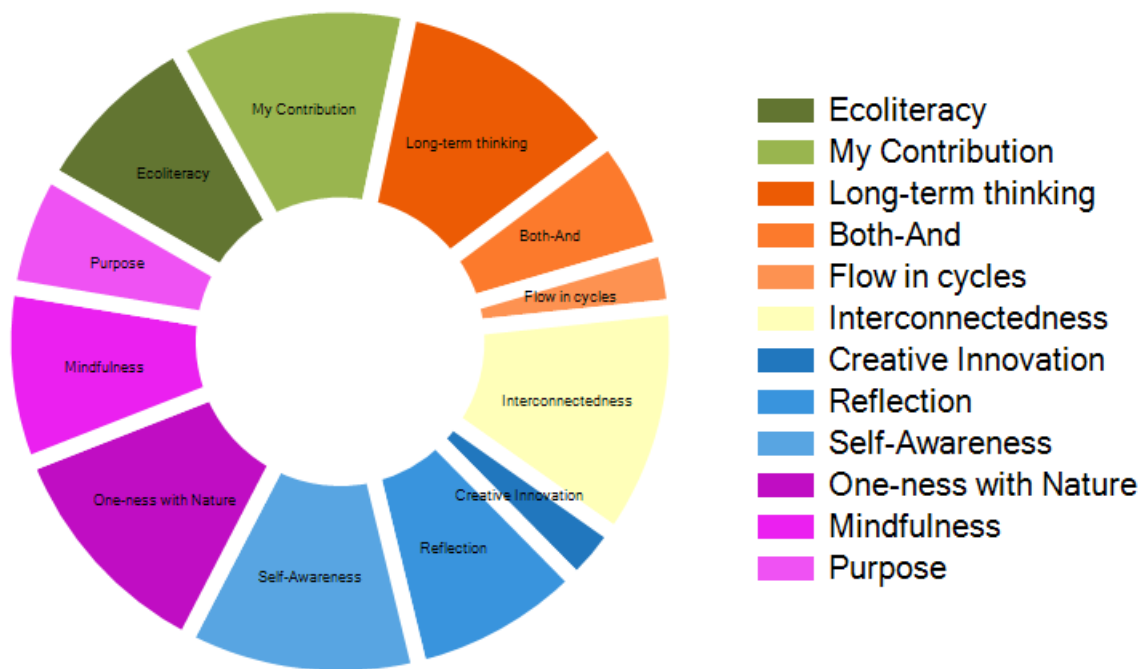 My Contribution
Long-term thinking
Ecoliteracy
Both-And
Purpose
Flow in cycles
Mindfulness
Interconnectedness
One-ness with Nature
Creative Innovation
Reflection
Self-Awareness
Ecoliteracy
My Contribution
Long-term thinking
Both-And
Flow in cycles
Interconnectedness
Creative Innovation
Reflection
Self-Awareness
One-ness with Nature
Mindfulness
Purpose